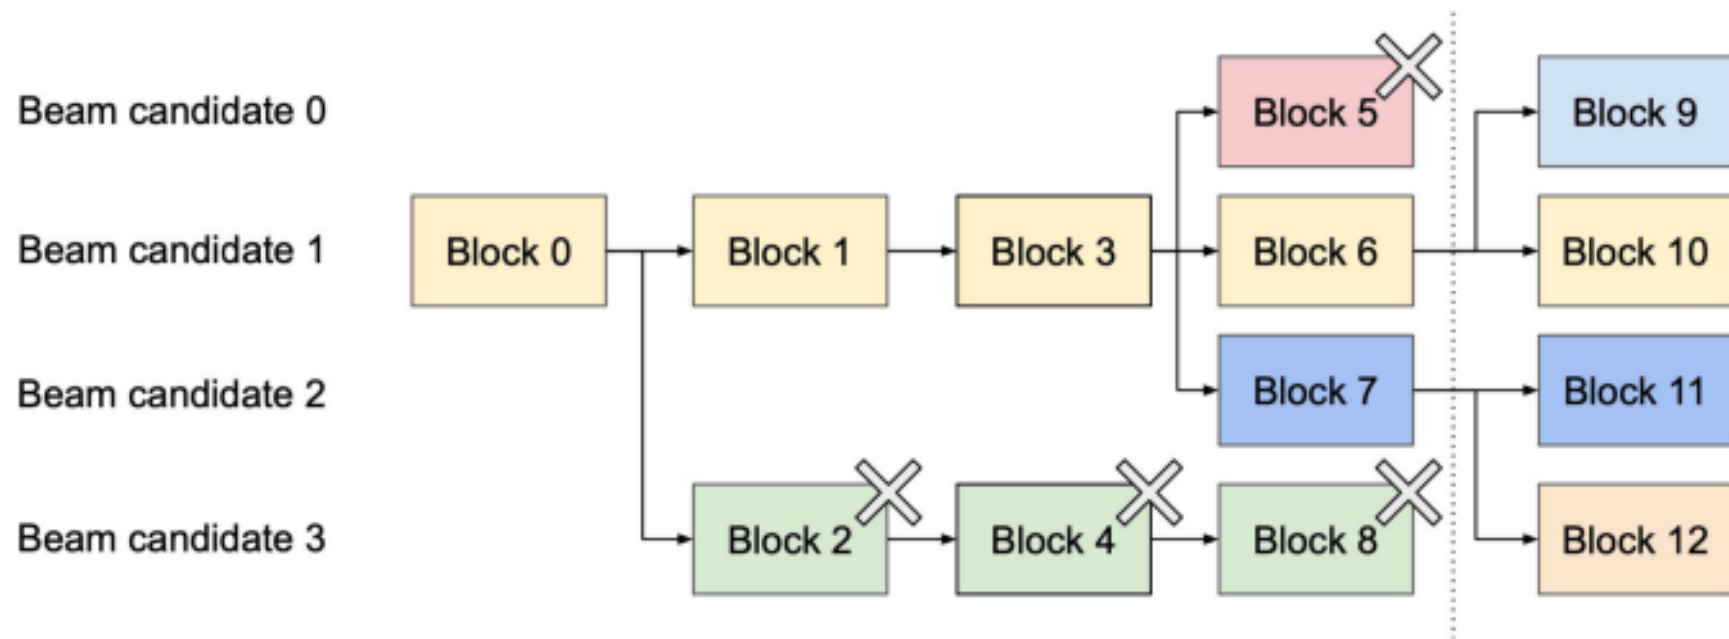 Beam candidate 0
Block 5
Block 9
Beam candidate 1
Block 0
Block 1
Block 3
Block 6
Block 10
Beam candidate 2
Block 7
Block 11
Beam candidate 3
Block 2
Block 4
Block 8
Block 12